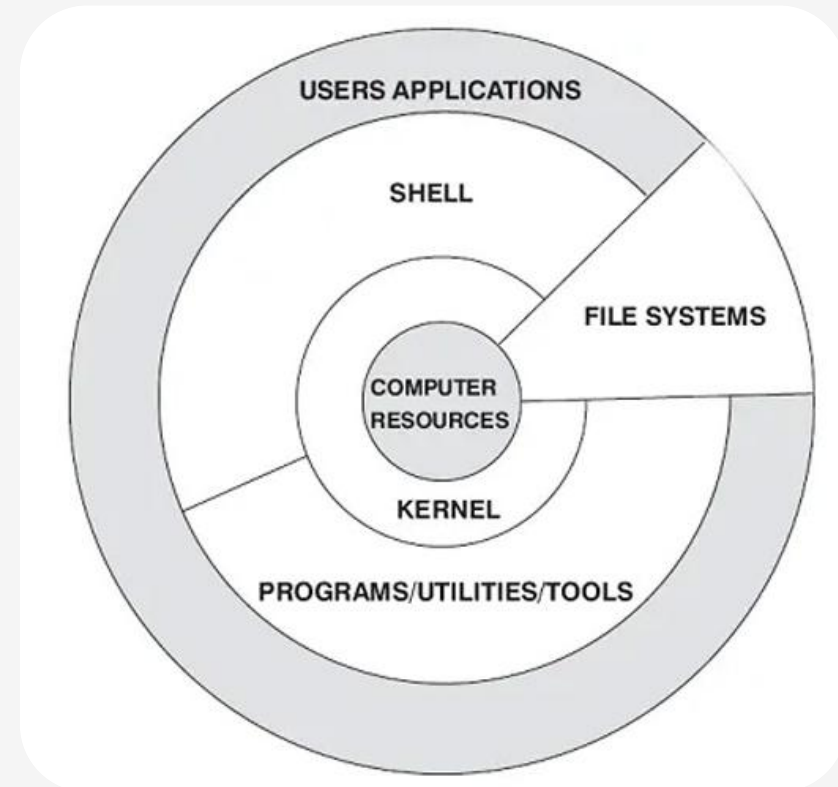 USERS APPLICATIONS
SHELL
FILE SYSTEMS
COMPUTER
RESOURCES
KERNEL
PROGRAMS/UTILITIES/TOOLS